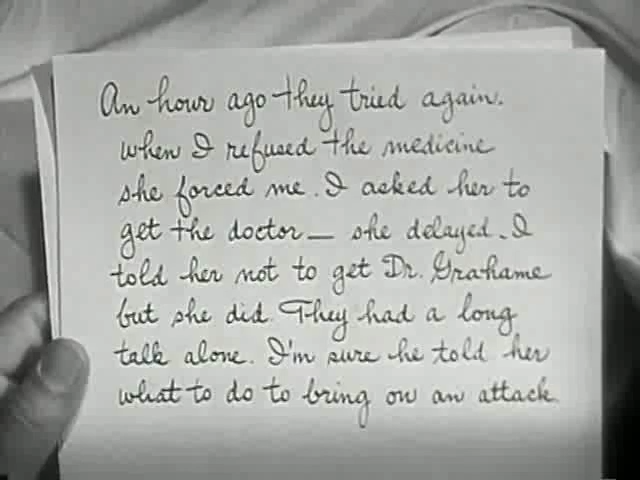 An hour ago they tried again.
when I refused the medicine
she forced me. I asked her to
get the doctor— she delayed. I
told her not to get Dr. Grahame
but she did. They had a long
talk alone. I'm sure he told her
what to do to bring on an attack.